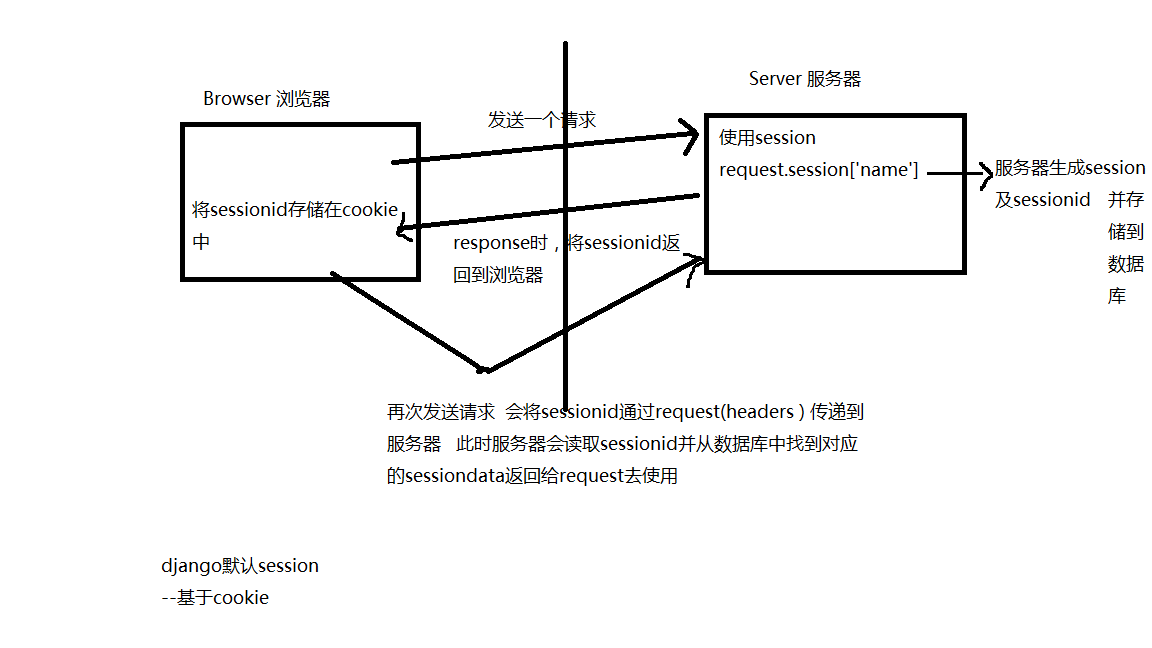 Browser 浏览器
Server 服务器
发送一个请求
使用session
request.session['name']
服务器生成session
及sessionid 并存
储到
数据
库
将sessionid存储在cookie
中
response时，将sessionid返
回到浏览器
再次发送请求 会将sessionid通过request(headers ) 传递到
服务器 此时服务器会读取sessionid并从数据库中找到对应
的sessiondata返回给request去使用
django默认session
--基于cookie